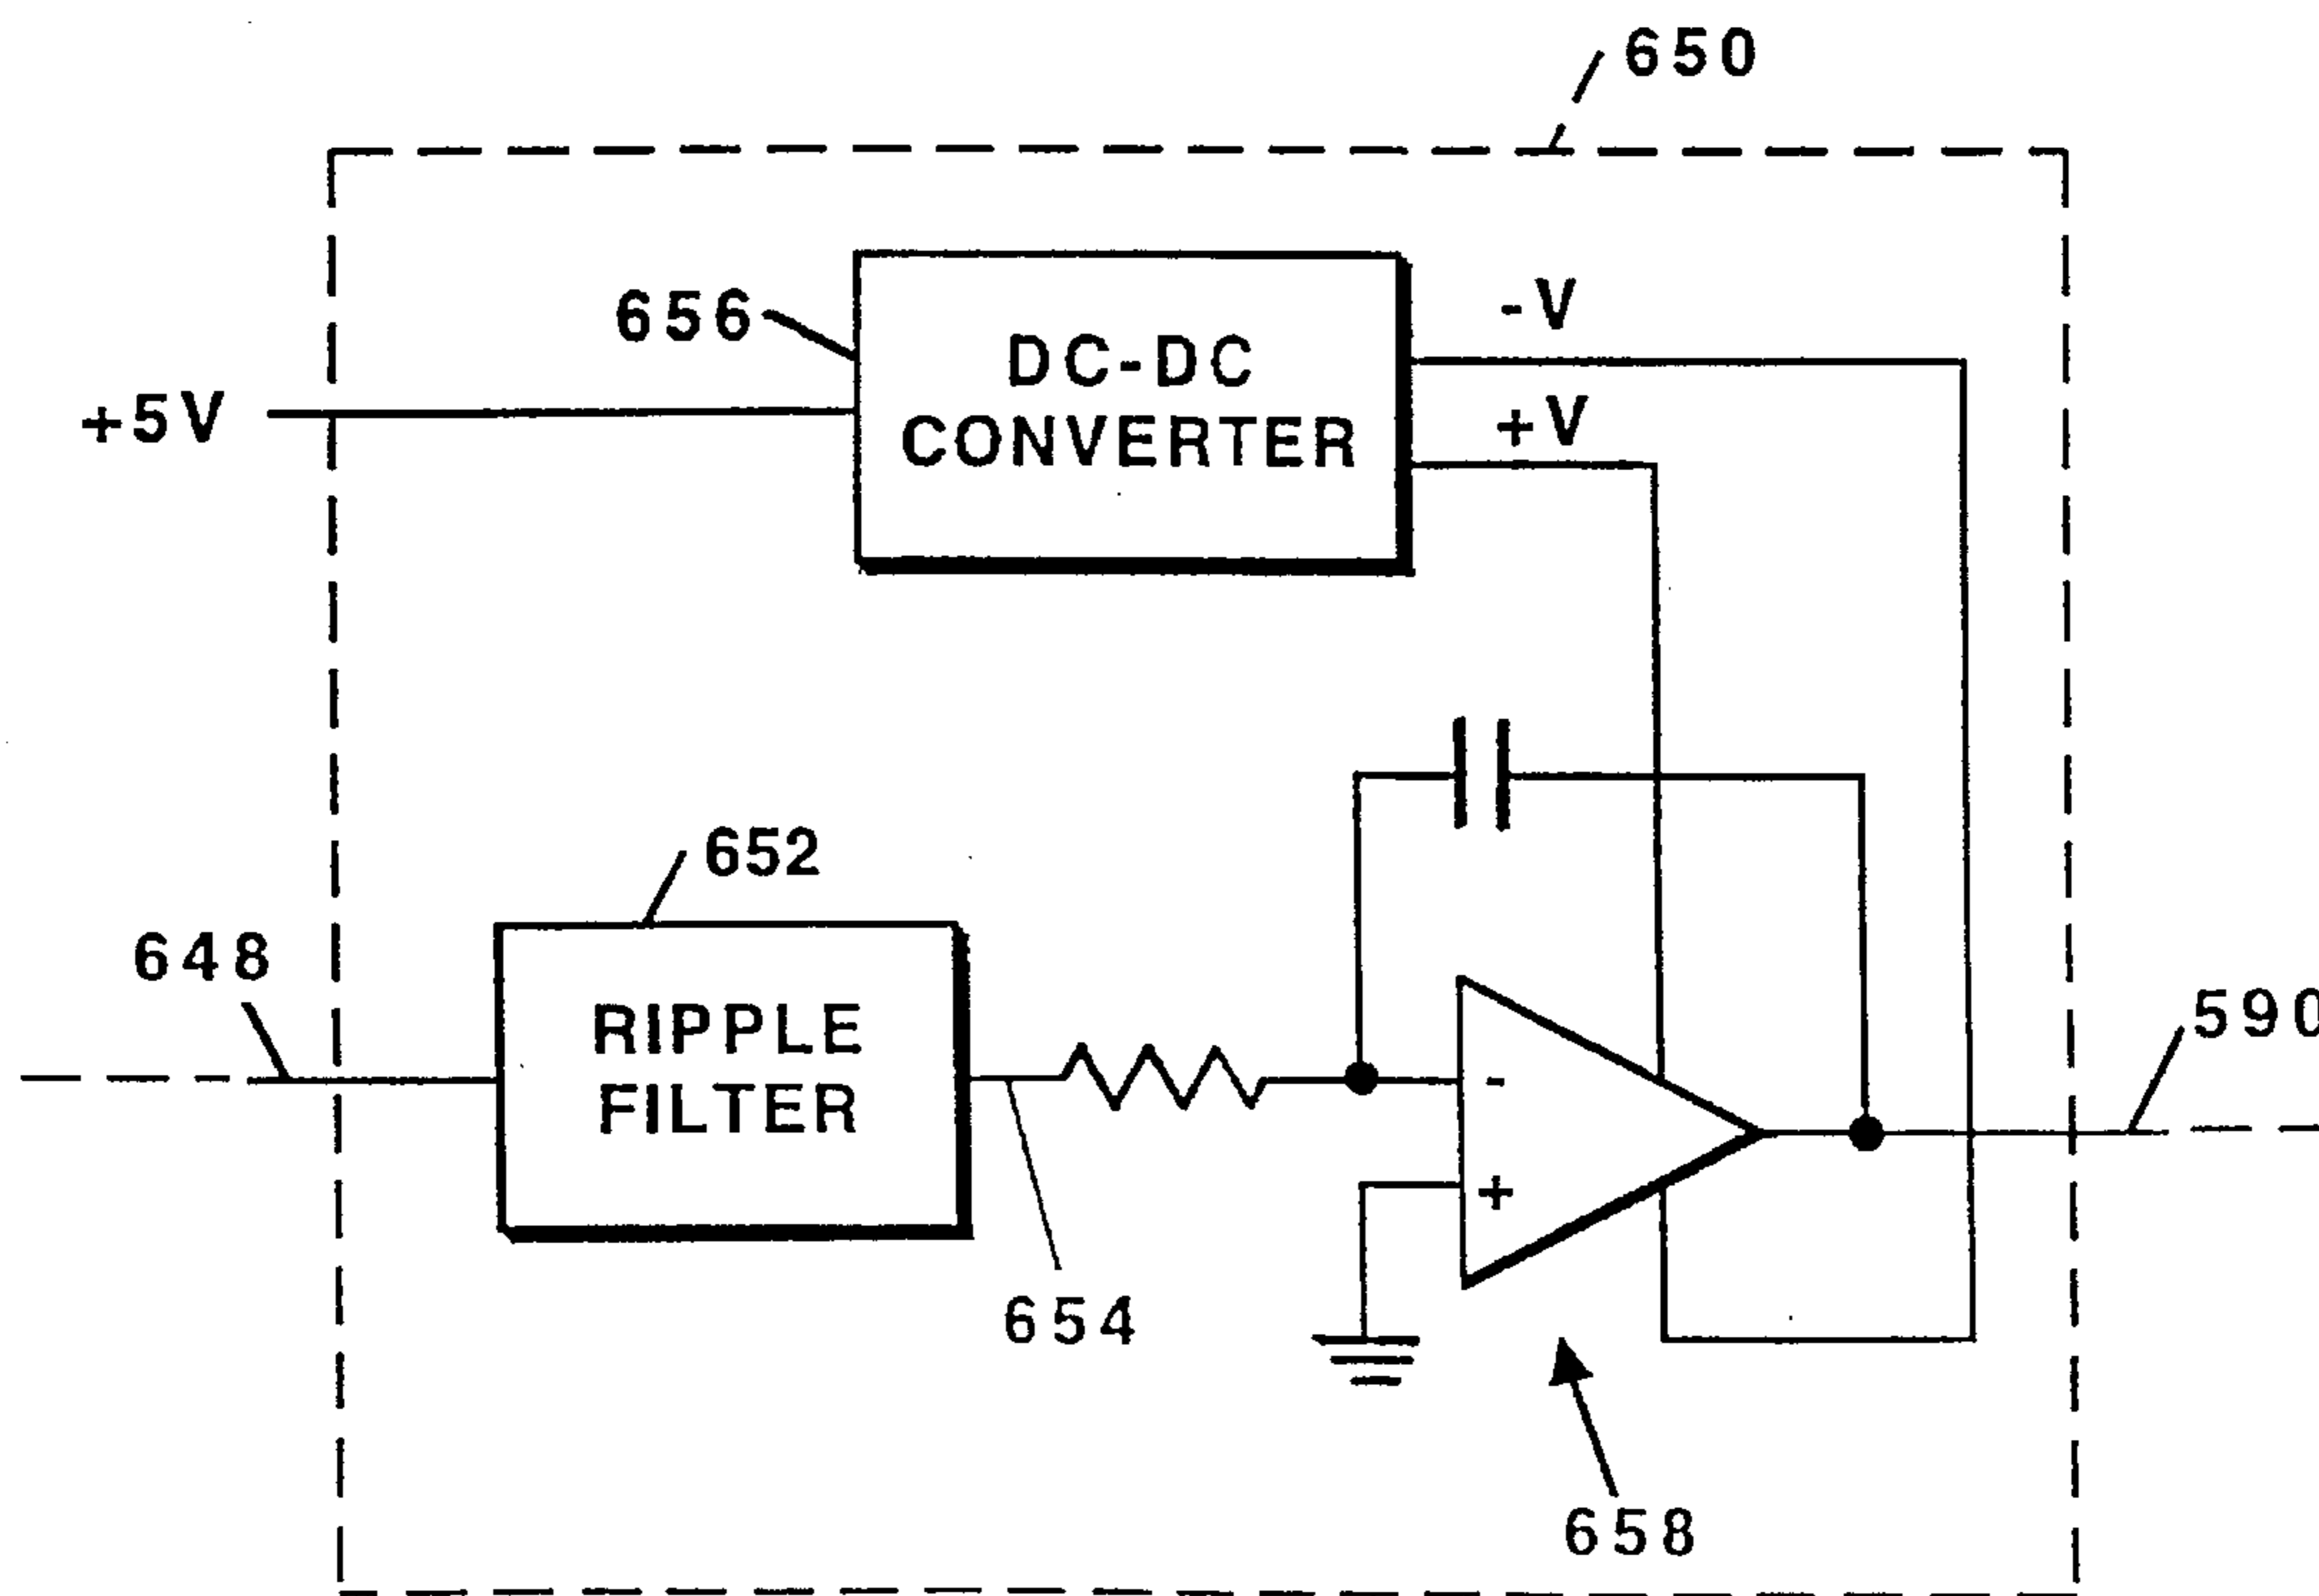 650
656
DC-DC
CONVERTER
-V
+V
+5V
652
648
RIPPLE
FILTER
-
+
590
654
658